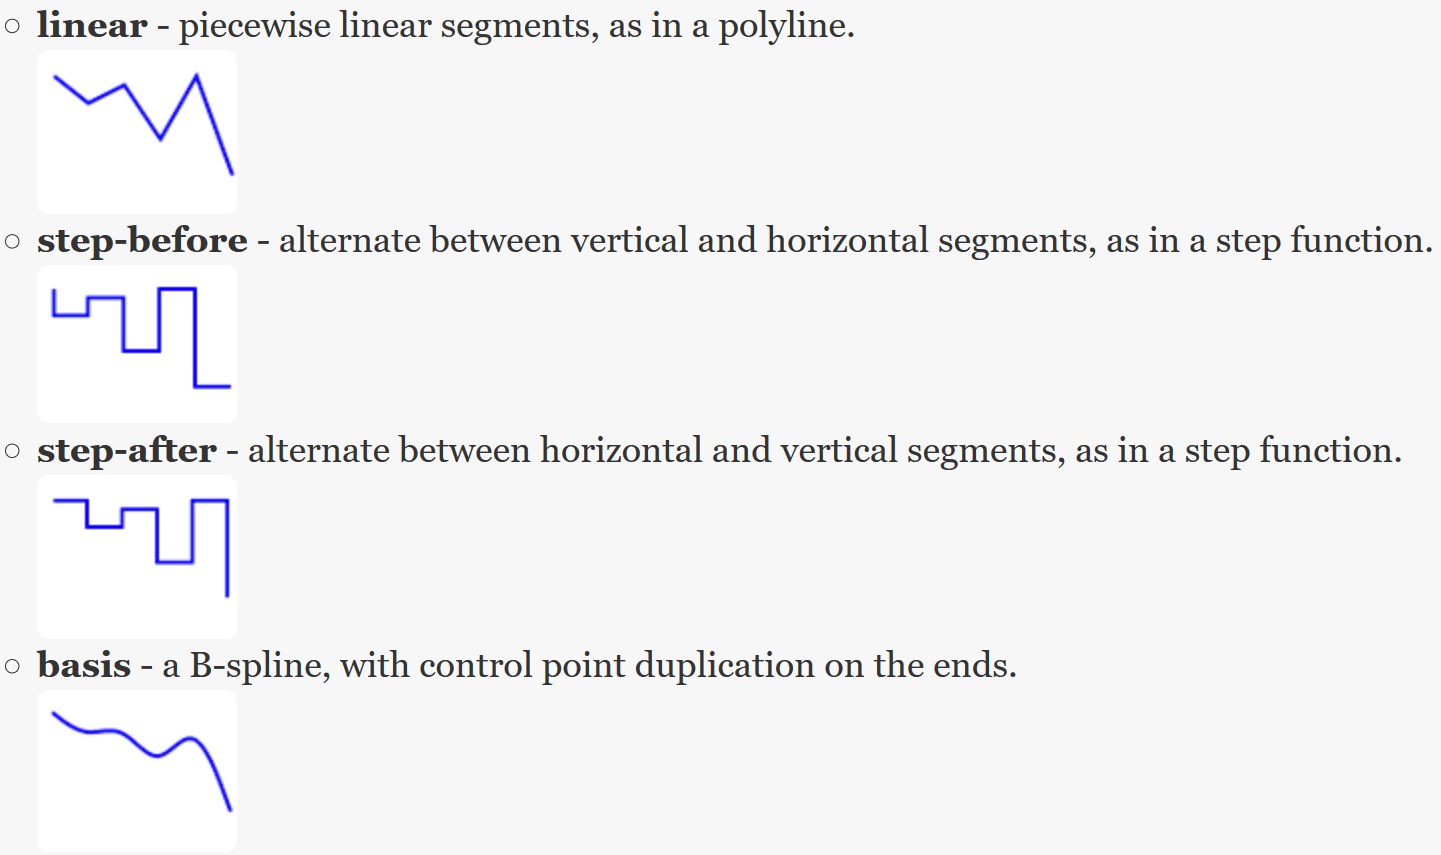 linear - piecewise linear segments, as in a polyline.
step-before - alternate between vertical and horizontal segments, as in a step function.
step-after - alternate between horizontal and vertical segments, as in a step function.
basis - a B-spline, with control point duplication on the ends.